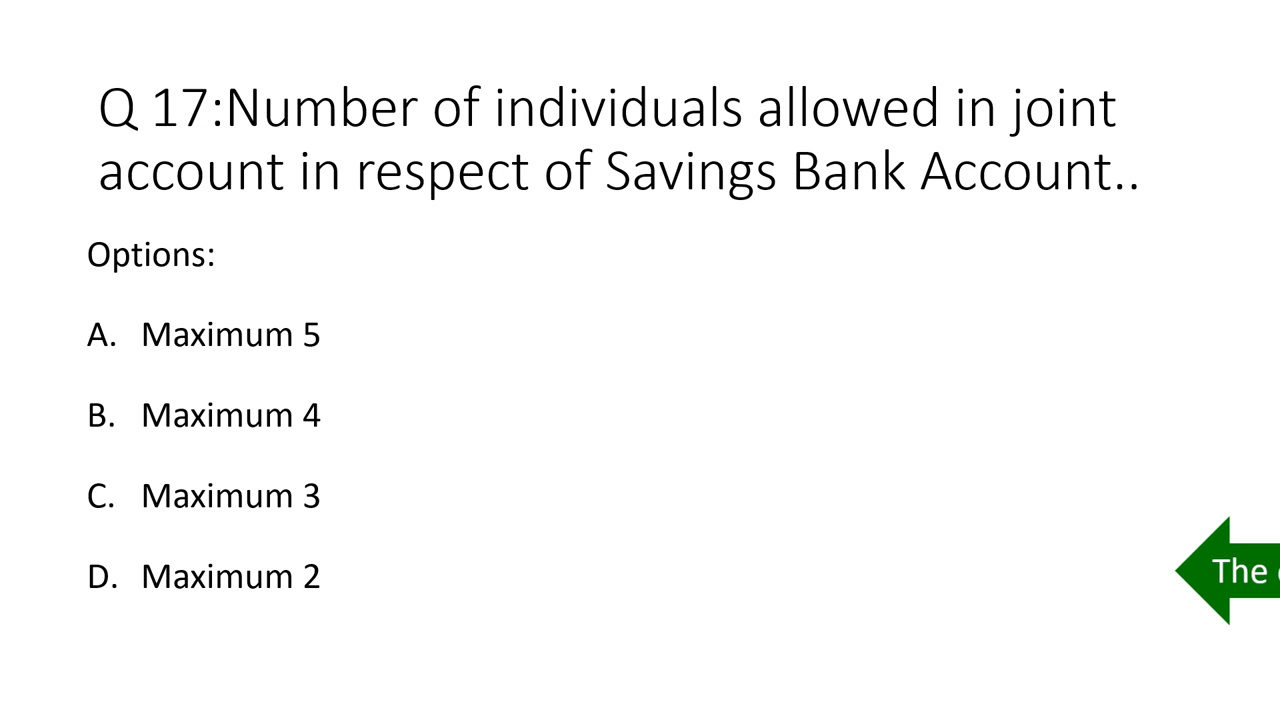 Q 17:Number of individuals allowed in joint
account in respect of Savings Bank Account..
Options:
A. Maximum 5
B. Maximum 4
C. Maximum 3
D. Maximum 2
The